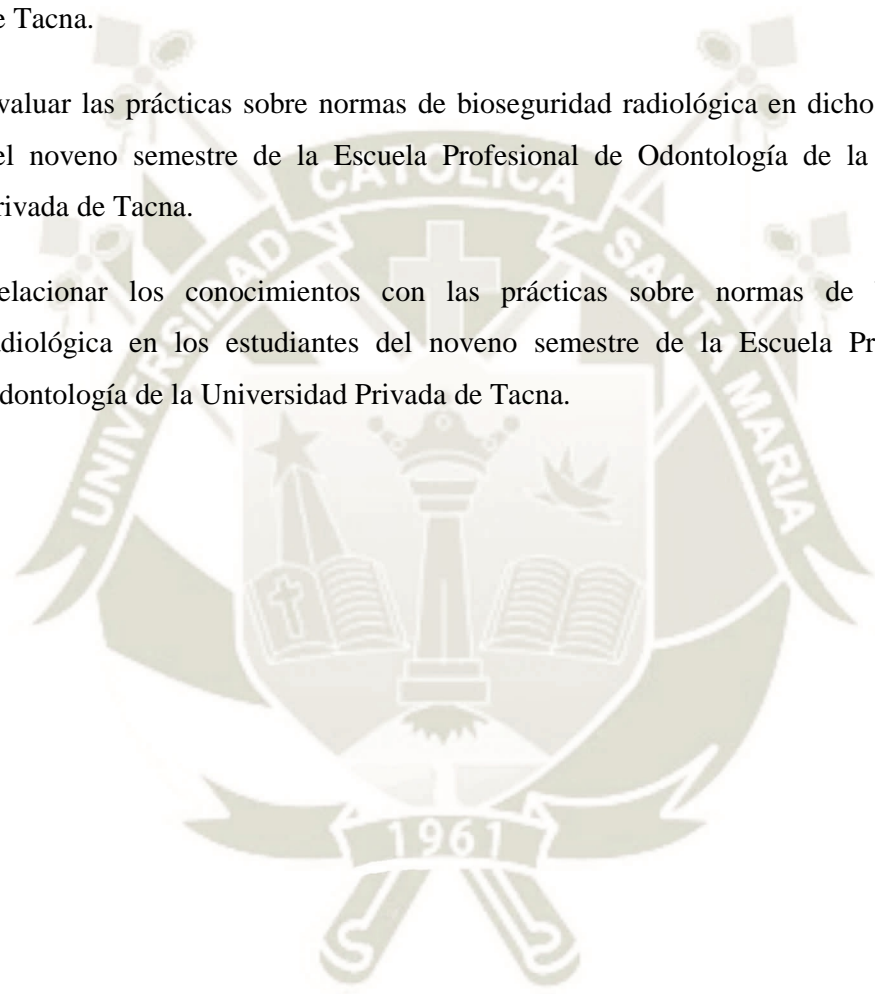 e Tacna.
valuar las prácticas sobre normas de bioseguridad radiológica en dicho
el noveno semestre de la Escuela Profesional de Odontología de la
rivada de Tacna.
elacionar los conocimientos con las prácticas sobre normas de
diológica en los estudiantes del noveno semestre de la Escuela Pr
dontología de la Universidad Privada de Tacna.
UNIVERSIDAD CATOLICA SANTA MARIA
1961